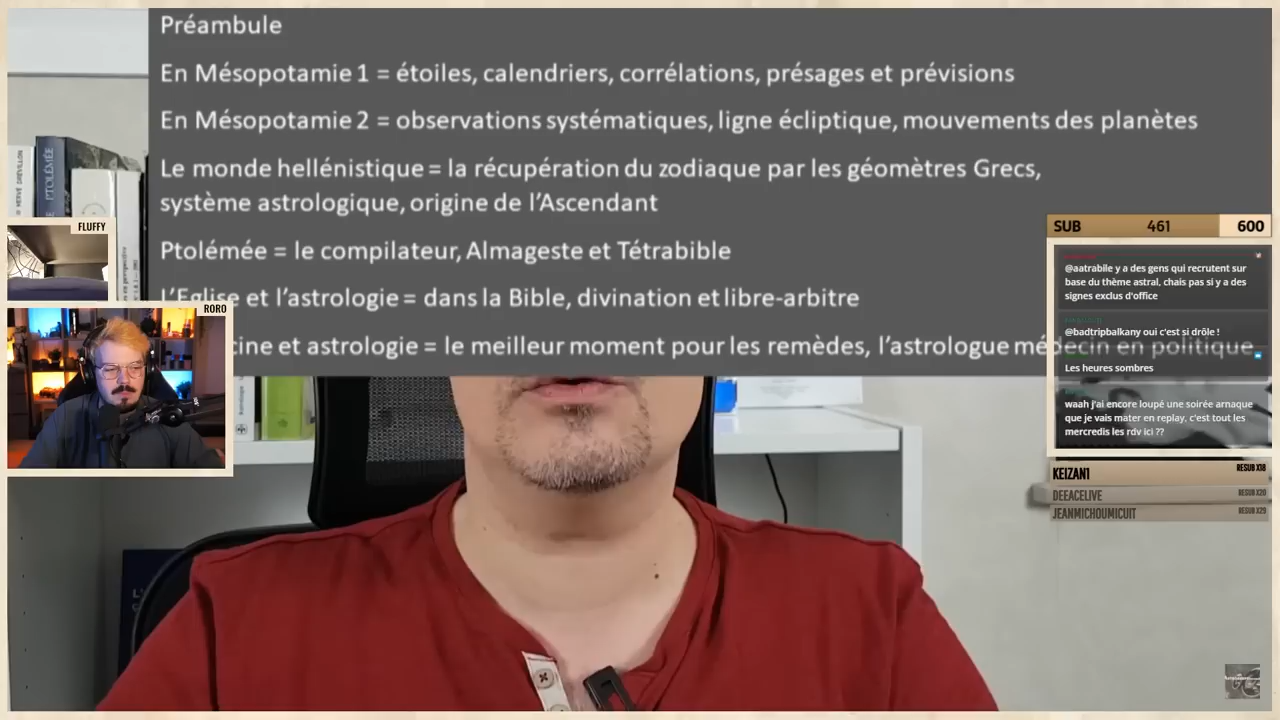 Préambule
En Mésopotamie 1 = étoiles, calendriers, corrélations, présages et prévisions
En Mésopotamie 2 = observations systématiques, ligne écliptique, mouvements des planètes
Le monde hellénistique = la récupération du zodiaque par les géomètres Grecs,
système astrologique, origine de l'Ascendant
Ptolémée = le compilateur, Almageste et Tétrabible
L'Eglise et l'astrologie = dans la Bible, divination et libre-arbitre
cine et astrologie = le meilleur moment pour les remèdes, l'astrologue médecin en politique
PTOLÉMÉE
FLUFFY
RORO
SUB 461 600
@aatrabile y a des gens qui recrutent sur
base du thème astral, chais pas si y a des
signes exclus d'office
@badtripbalkany oui c'est si drôle !
Les heures sombres
waah j'ai encore loupé une soirée arnaque
que je vais mater en replay, c'est tout les
mercredis les rdv ici ??
KEIZAN1 RESUB X18
DEEACELIVE RESUB X20
JEANMICHOUMICUIT RESUB X29